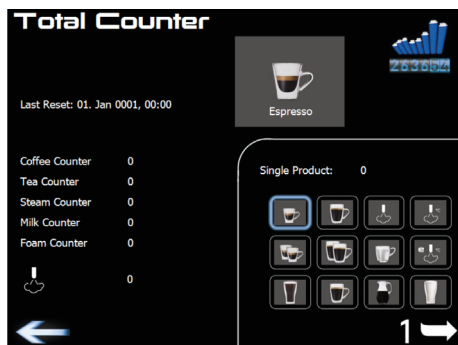 Total Counter
263654
Last Reset: 01. Jan 0001, 00:00
Espresso
Coffee Counter 0
Tea Counter 0
Steam Counter 0
Milk Counter 0
Foam Counter 0
0
Single Product: 0
1